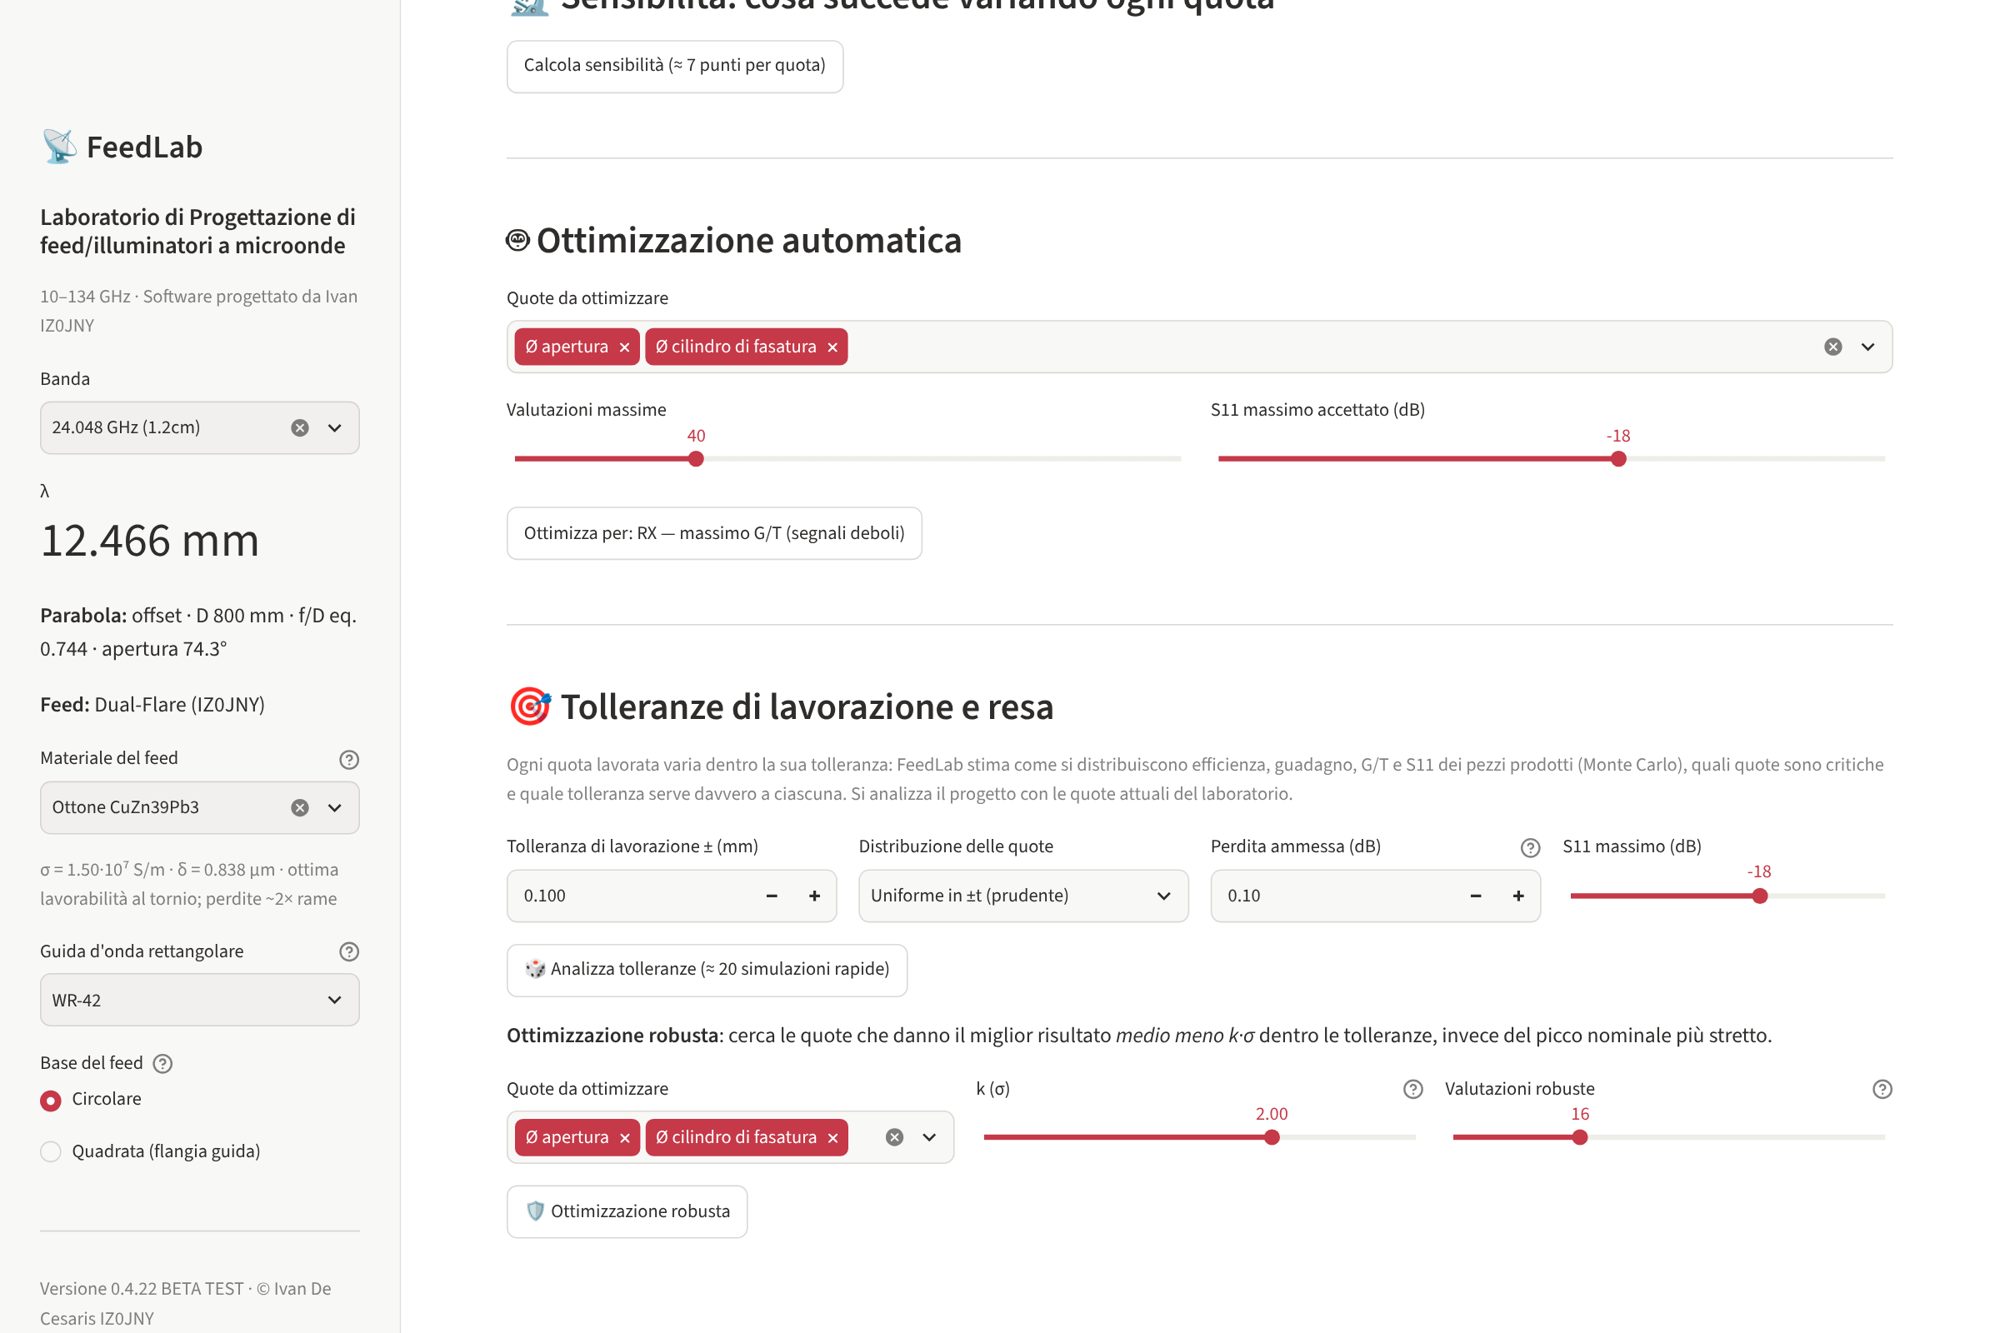 FeedLab
Laboratorio di Progettazione di
feed/illuminatori a microonde
10–134 GHz · Software progettato da Ivan
IZ0JNY
Banda
24.048 GHz (1.2cm)
λ
12.466 mm
Parabola: offset · D 800 mm · f/D eq.
0.744 · apertura 74.3°
Feed: Dual-Flare (IZ0JNY)
Materiale del feed
Ottone CuZn39Pb3
σ = 1.50·10⁷ S/m · δ = 0.838 µm · ottima
lavorabilità al tornio; perdite ~2× rame
Guida d'onda rettangolare
WR-42
Base del feed
Circolare
Quadrata (flangia guida)
Versione 0.4.22 BETA TEST · © Ivan De
Cesaris IZ0JNY
Sensibilità: cosa succede variando ogni quota
Calcola sensibilità (≈ 7 punti per quota)
Ottimizzazione automatica
Quote da ottimizzare
Ø apertura
Ø cilindro di fasatura
Valutazioni massime
40
S11 massimo accettato (dB)
-18
Ottimizza per: RX — massimo G/T (segnali deboli)
Tolleranze di lavorazione e resa
Ogni quota lavorata varia dentro la sua tolleranza: FeedLab stima come si distribuiscono efficienza, guadagno, G/T e S11 dei pezzi prodotti (Monte Carlo), quali quote sono critiche
e quale tolleranza serve davvero a ciascuna. Si analizza il progetto con le quote attuali del laboratorio.
Tolleranza di lavorazione ± (mm)
0.100
Distribuzione delle quote
Uniforme in ±t (prudente)
Perdita ammessa (dB)
0.10
S11 massimo (dB)
-18
Analizza tolleranze (≈ 20 simulazioni rapide)
Ottimizzazione robusta: cerca le quote che danno il miglior risultato medio meno k·σ dentro le tolleranze, invece del picco nominale più stretto.
Quote da ottimizzare
Ø apertura
Ø cilindro di fasatura
k (σ)
2.00
Valutazioni robuste
16
Ottimizzazione robusta